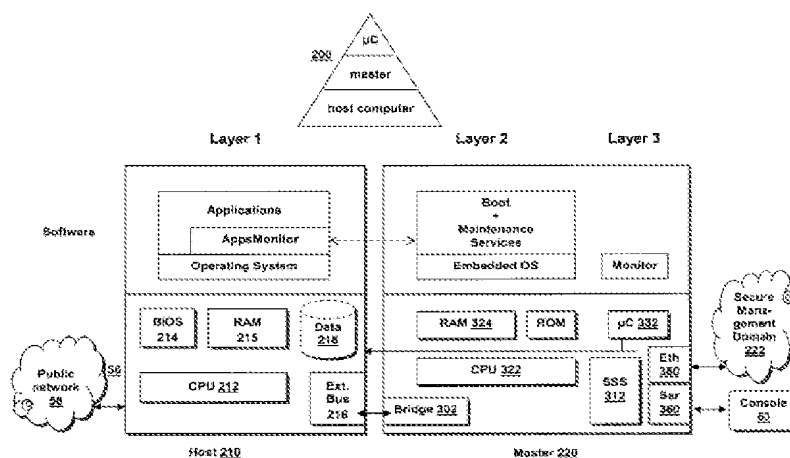 µC
200
master
host computer
Layer 1
Layer 2
Layer 3
Software
Applications
AppsMonitor
Operating System
Boot
+
Maintenance
Services
Embedded OS
Monitor
BIOS
214
RAM
215
Data
218
RAM 324
ROM
µC 332
Secure
Mana-
gement
Domain
222
Public
network
58
56
CPU 212
Ext.
Bus
216
CPU 322
Bridge 302
SSS
312
Eth
350
Ser
360
Console
60
Host 210
Master 220